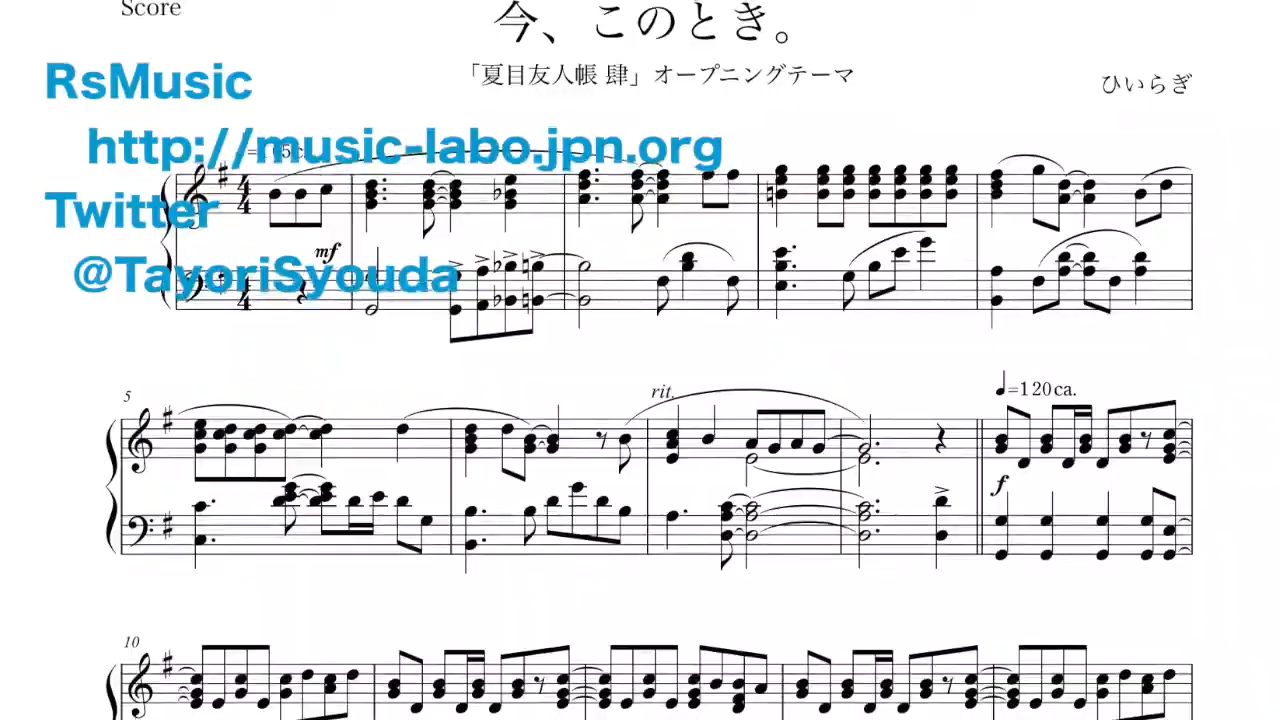 Score
今、このとき。
「夏目友人帳 肆」オープニングテーマ
ひいらぎ
RsMusic
http://music-labo.jpn.org
Twitter
@TayoriSyouda
mf
5
rit.
=120ca.
f
10